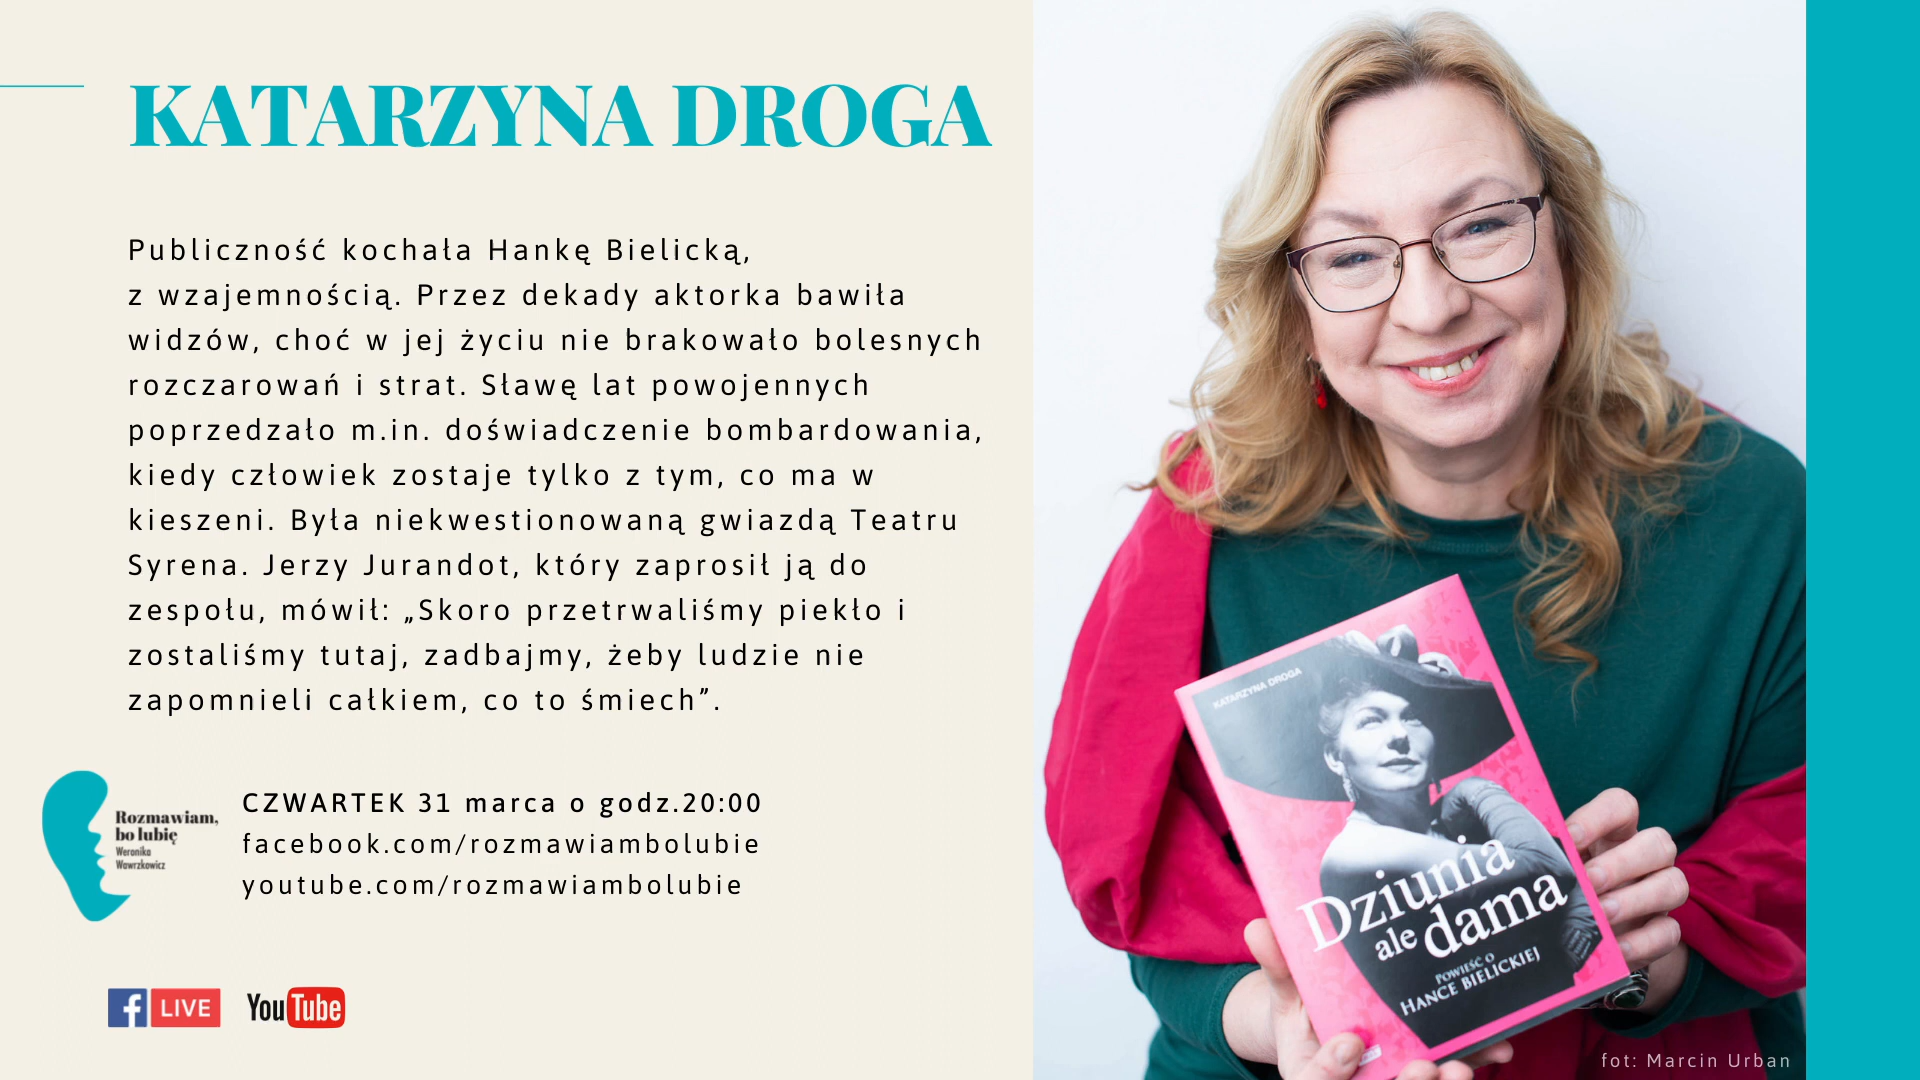 KATARZYNA DROGA
Publiczność kochała Hankę Bielicką,
z wzajemnością. Przez dekady aktorka bawiła
widzów, choć w jej życiu nie brakowało bolesnych
rozczarowań i strat. Sławę lat powojennych
poprzedzało m.in. doświadczenie bombardowania,
kiedy człowiek zostaje tylko z tym, co ma w
kieszeni. Była niekwestionowaną gwiazdą Teatru
Syrena. Jerzy Jurandot, który zaprosił ją do
zespołu, mówił: „Skoro przetrwaliśmy piekło i
zostaliśmy tutaj, zadbajmy, żeby ludzie nie
zapomnieli całkiem, co to śmiech”.
Rozmawiam,
bo lubię
Weronika
Wawrzkowicz
CZWARTEK 31 marca o godz.20:00
facebook.com/rozmawiambolubie
youtube.com/rozmawiambolubie
f LIVE
YouTube
KATARZYNA DROGA
Dziunia
ale dama
POWIEŚĆ O
HANCE BIELICKIEJ
fot: Marcin Urban